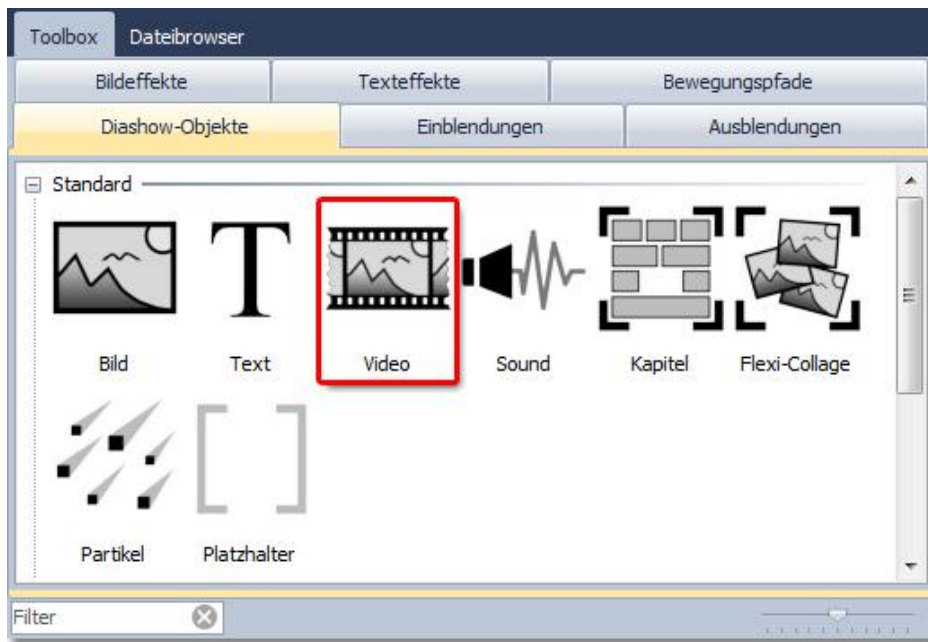 Toolbox Dateibrowser
Bildeffekte Texteffekte Bewegungspfade
Diashow-Objekte Einblendungen Ausblendungen
Standard
Bild Text Video Sound Kapitel Flexi-Collage
Partikel Platzhalter
Filter